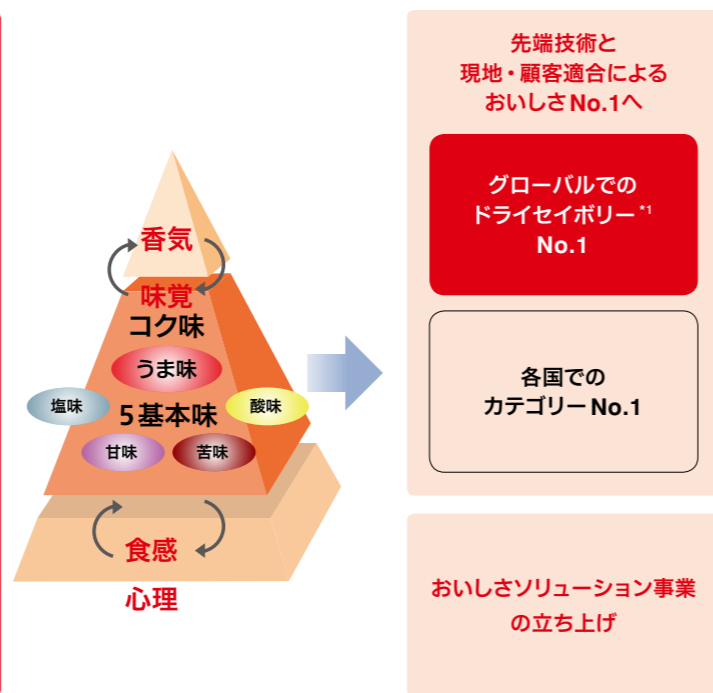 香気
味覚
コク味
うま味
塩味
5基本味
酸味
甘味
苦味
食感
心理
先端技術と
現地・顧客適合による
おいしさNo.1へ
グローバルでの
ドライセイボリー*1
No.1
各国での
カテゴリーNo.1
おいしさソリューション事業
の立ち上げ